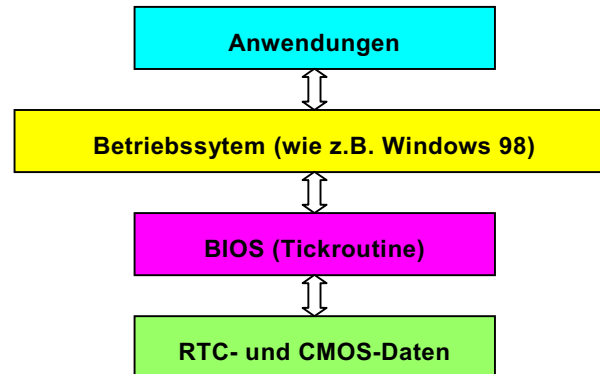 Anwendungen
Betriebssytem (wie z.B. Windows 98)
BIOS (Tickroutine)
RTC- und CMOS-Daten